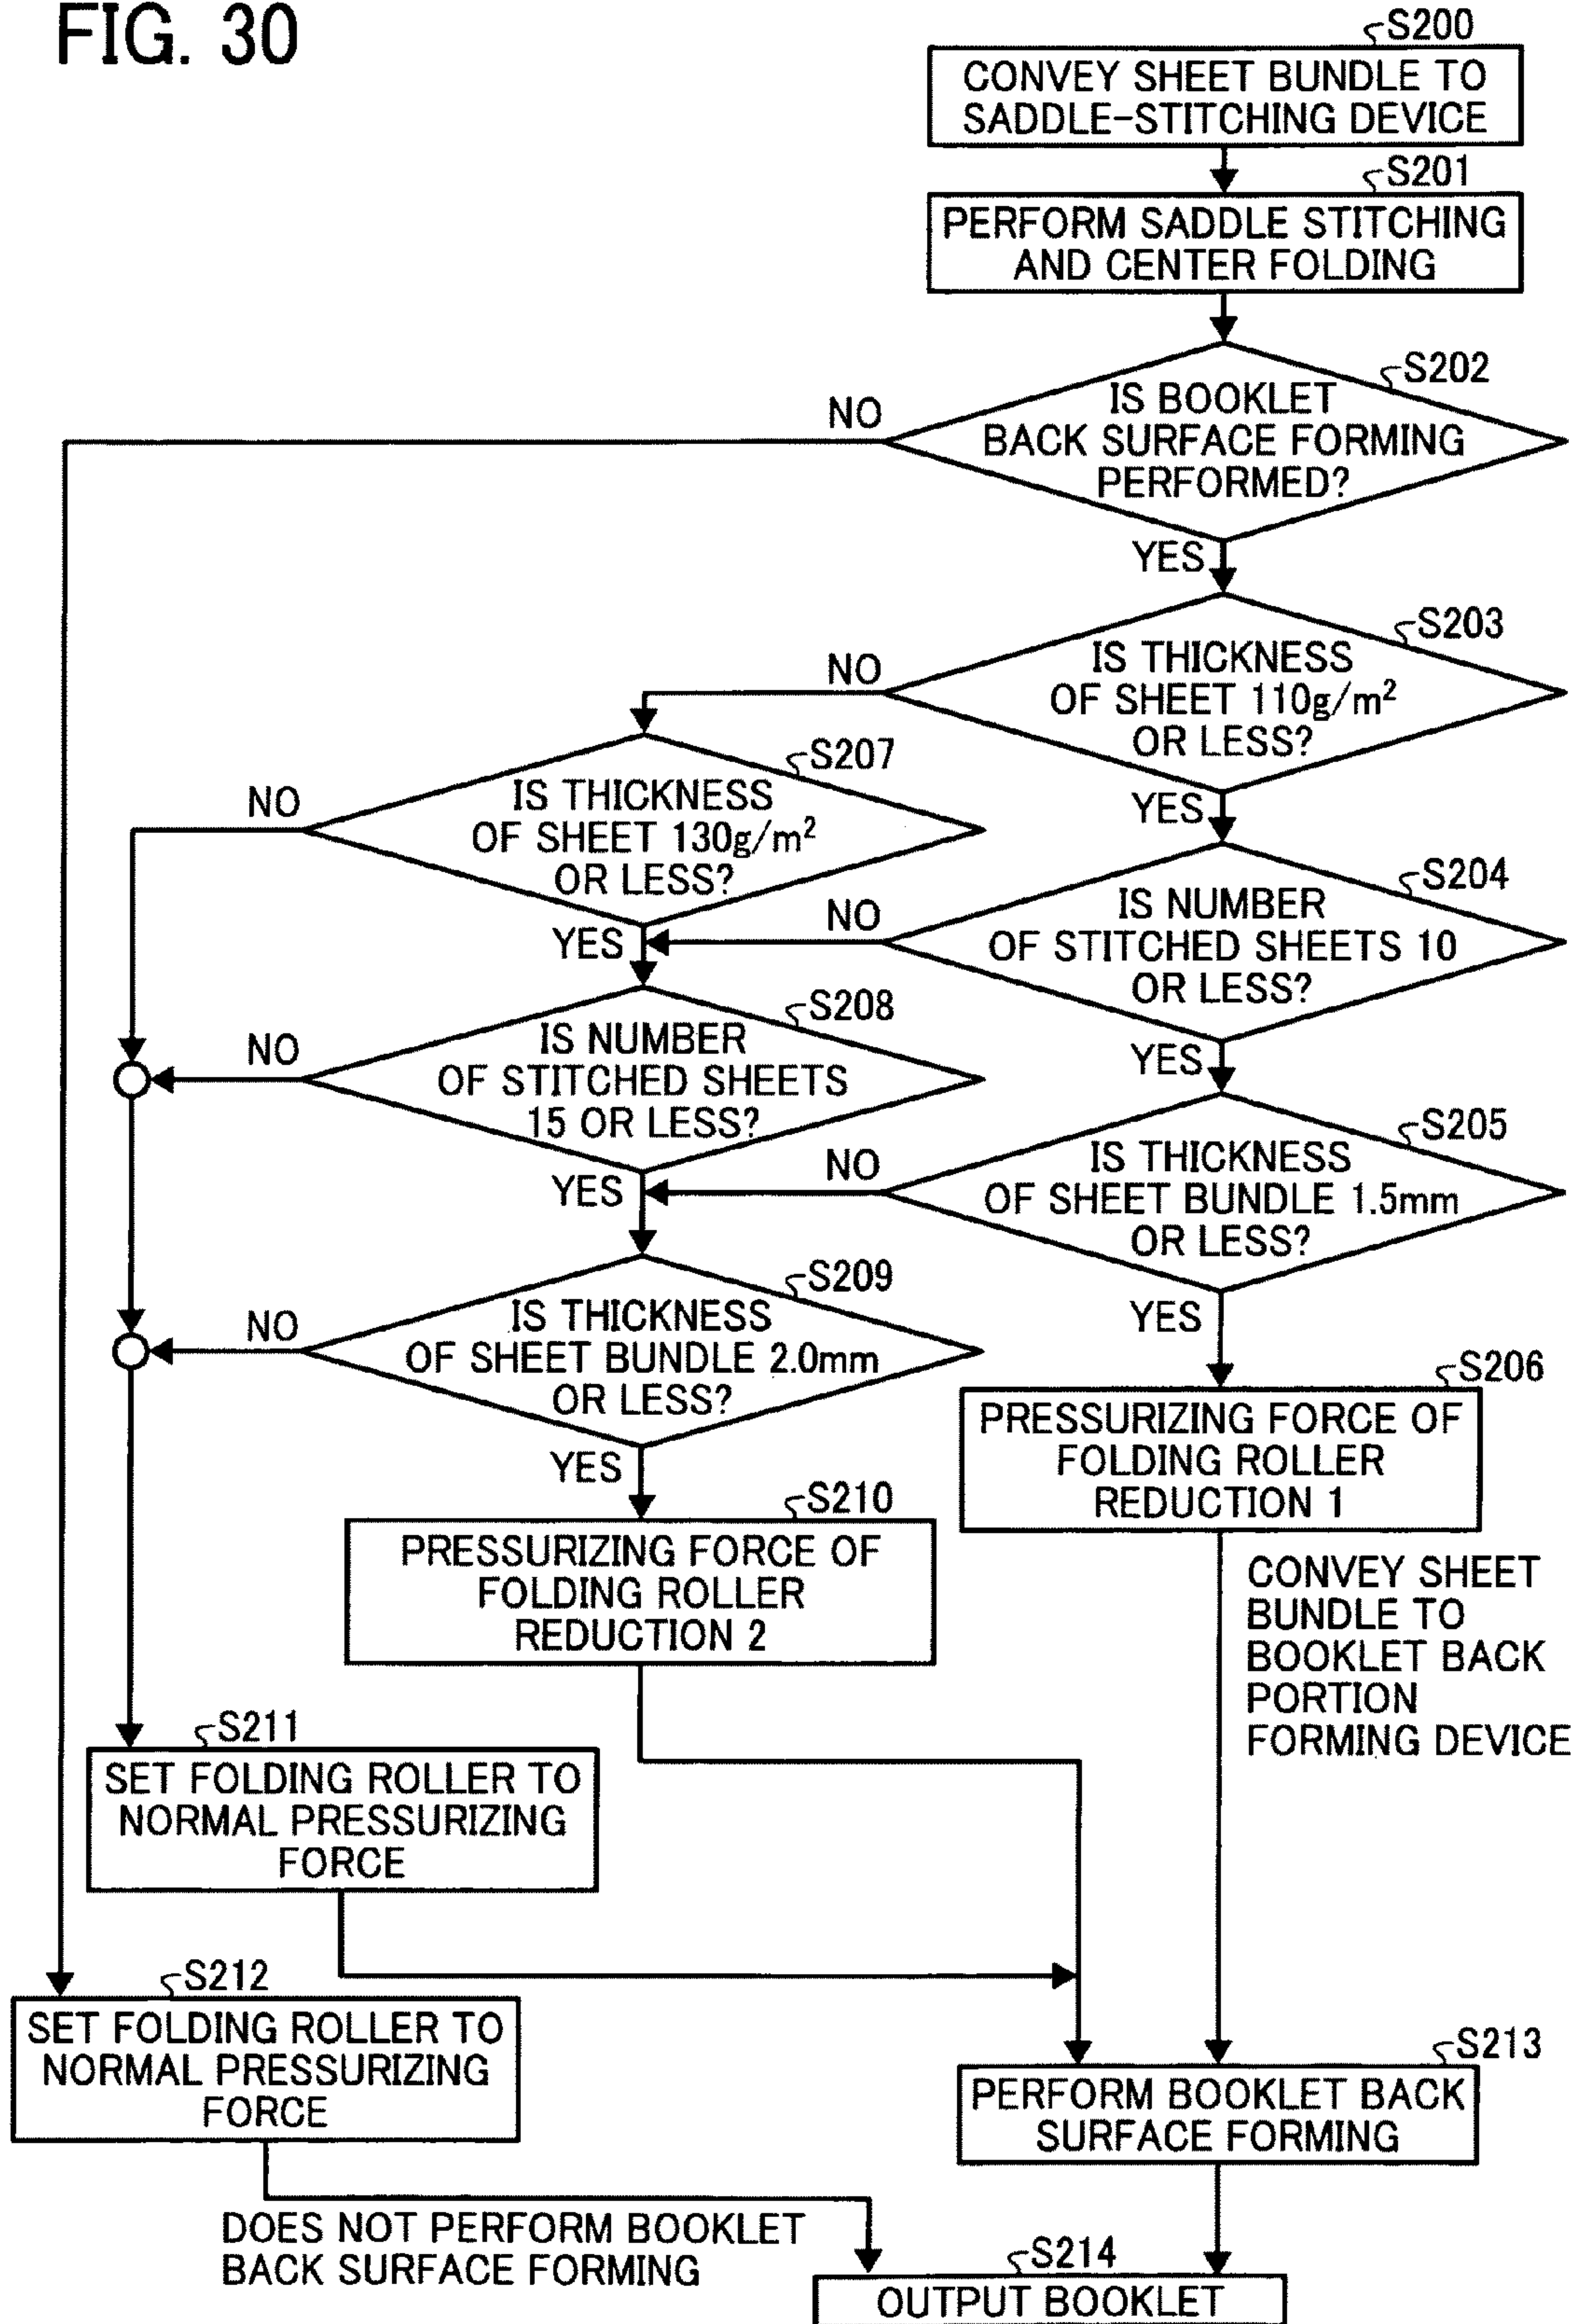 FIG. 30
S200
CONVEY SHEET BUNDLE TO
SADDLE-STITCHING DEVICE
S201
PERFORM SADDLE STITCHING
AND CENTER FOLDING
S202
IS BOOKLET
BACK SURFACE FORMING
PERFORMED?
NO
YES
S203
IS THICKNESS
OF SHEET 110g/m²
OR LESS?
NO
YES
S207
IS THICKNESS
OF SHEET 130g/m²
OR LESS?
NO
YES
S204
IS NUMBER
OF STITCHED SHEETS 10
OR LESS?
NO
YES
S208
IS NUMBER
OF STITCHED SHEETS
15 OR LESS?
NO
YES
S205
IS THICKNESS
OF SHEET BUNDLE 1.5mm
OR LESS?
NO
YES
S209
IS THICKNESS
OF SHEET BUNDLE 2.0mm
OR LESS?
NO
YES
S206
PRESSURIZING FORCE OF
FOLDING ROLLER
REDUCTION 1
S210
PRESSURIZING FORCE OF
FOLDING ROLLER
REDUCTION 2
CONVEY SHEET
BUNDLE TO
BOOKLET BACK
PORTION
FORMING DEVICE
S211
SET FOLDING ROLLER TO
NORMAL PRESSURIZING
FORCE
S212
SET FOLDING ROLLER TO
NORMAL PRESSURIZING
FORCE
S213
PERFORM BOOKLET BACK
SURFACE FORMING
DOES NOT PERFORM BOOKLET
BACK SURFACE FORMING
S214
OUTPUT BOOKLET